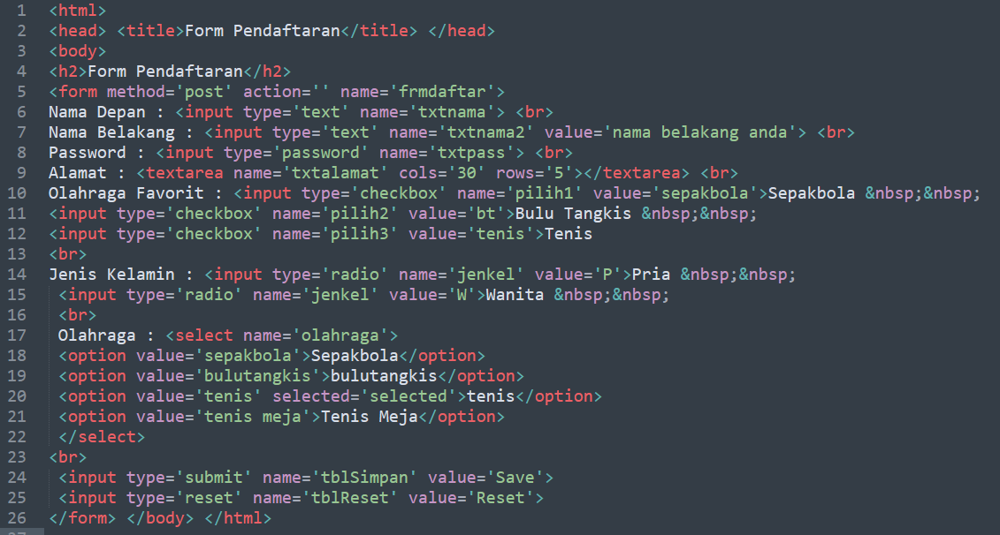 1 <html>
2 <head> <title>Form Pendaftaran</title> </head>
3 <body>
4 <h2>Form Pendaftaran</h2>
5 <form method='post' action='' name='frmdaftar'>
6 Nama Depan : <input type='text' name='txtnama'> <br>
7 Nama Belakang : <input type='text' name='txtnama2' value='nama belakang anda'> <br>
8 Password : <input type='password' name='txtpass'> <br>
9 Alamat : <textarea name='txtalamat' cols='30' rows='5'></textarea> <br>
10 Olahraga Favorit : <input type='checkbox' name='pilih1' value='sepakbola'>Sepakbola &nbsp;&nbsp;
11 <input type='checkbox' name='pilih2' value='bt'>Bulu Tangkis &nbsp;&nbsp;
12 <input type='checkbox' name='pilih3' value='tenis'>Tenis
13 <br>
14 Jenis Kelamin : <input type='radio' name='jenkel' value='P'>Pria &nbsp;&nbsp;
15  <input type='radio' name='jenkel' value='W'>Wanita &nbsp;&nbsp;
16  <br>
17  Olahraga : <select name='olahraga'>
18  <option value='sepakbola'>Sepakbola</option>
19  <option value='bulutangkis'>bulutangkis</option>
20  <option value='tenis' selected='selected'>tenis</option>
21  <option value='tenis meja'>Tenis Meja</option>
22  </select>
23 <br>
24  <input type='submit' name='tblSimpan' value='Save'>
25  <input type='reset' name='tblReset' value='Reset'>
26 </form> </body> </html>
27